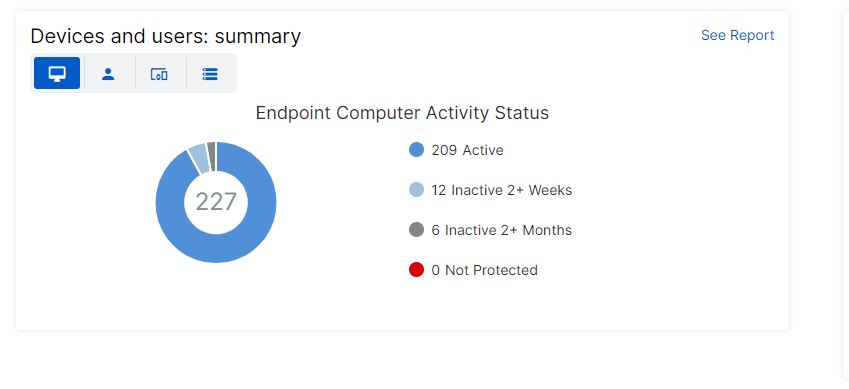 Devices and users: summary
See Report
Endpoint Computer Activity Status
227
209 Active
12 Inactive 2+ Weeks
6 Inactive 2+ Months
0 Not Protected